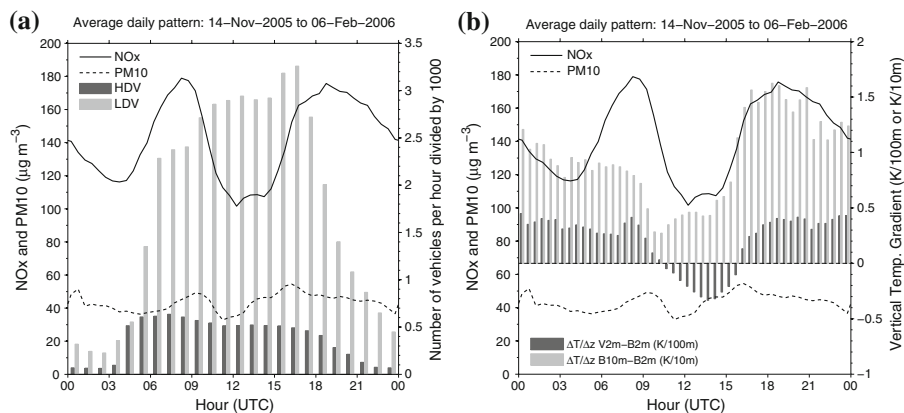 (a) Average daily pattern: 14–Nov–2005 to 06–Feb–2006
NOx
PM10
HDV
LDV
NOx and PM10 (µg m⁻³)
200
180
160
140
120
100
80
60
40
20
0
Number of vehicles per hour divided by 1000
3.5
3
2.5
2
1.5
1
0.5
0
00 03 06 09 12 15 18 21 00
Hour (UTC)
(b) Average daily pattern: 14–Nov–2005 to 06–Feb–2006
NOx
PM10
NOx and PM10 (µg m⁻³)
200
180
160
140
120
100
80
60
40
20
0
Vertical Temp. Gradient (K/100m or K/10m)
2
1.5
1
0.5
0
−0.5
−1
ΔT/Δz V2m–B2m (K/100m)
ΔT/Δz B10m–B2m (K/10m)
00 03 06 09 12 15 18 21 00
Hour (UTC)